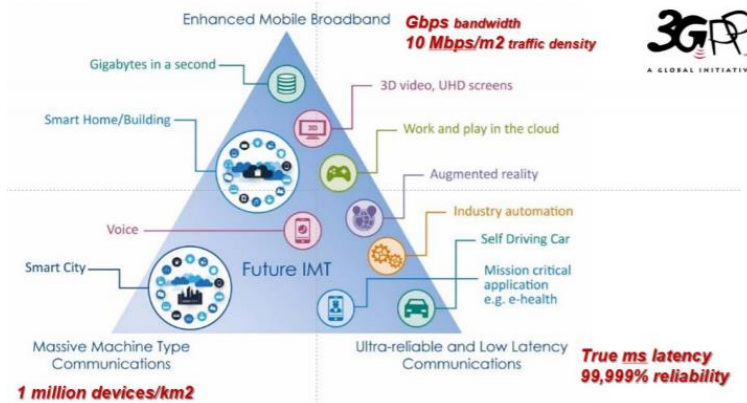 Enhanced Mobile Broadband
Gbps bandwidth
10 Mbps/m2 traffic density
3GPP
A GLOBAL INITIATIVE
Gigabytes in a second
3D video, UHD screens
3D
Smart Home/Building
Work and play in the cloud
Augmented reality
Voice
Industry automation
Self Driving Car
Smart City
Future IMT
Mission critical
application
e.g. e-health
Massive Machine Type
Communications
Ultra-reliable and Low Latency
Communications
True ms latency
99,999% reliability
1 million devices/km2